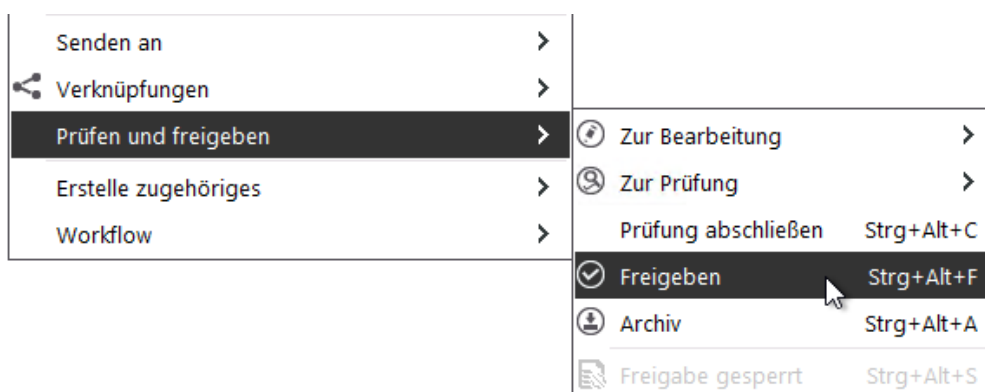 Senden an
Verknüpfungen
Prüfen und freigeben
Erstelle zugehöriges
Workflow
Zur Bearbeitung
Zur Prüfung
Prüfung abschließen Strg+Alt+C
Freigeben Strg+Alt+F
Archiv Strg+Alt+A
Freigabe gesperrt Strg+Alt+S